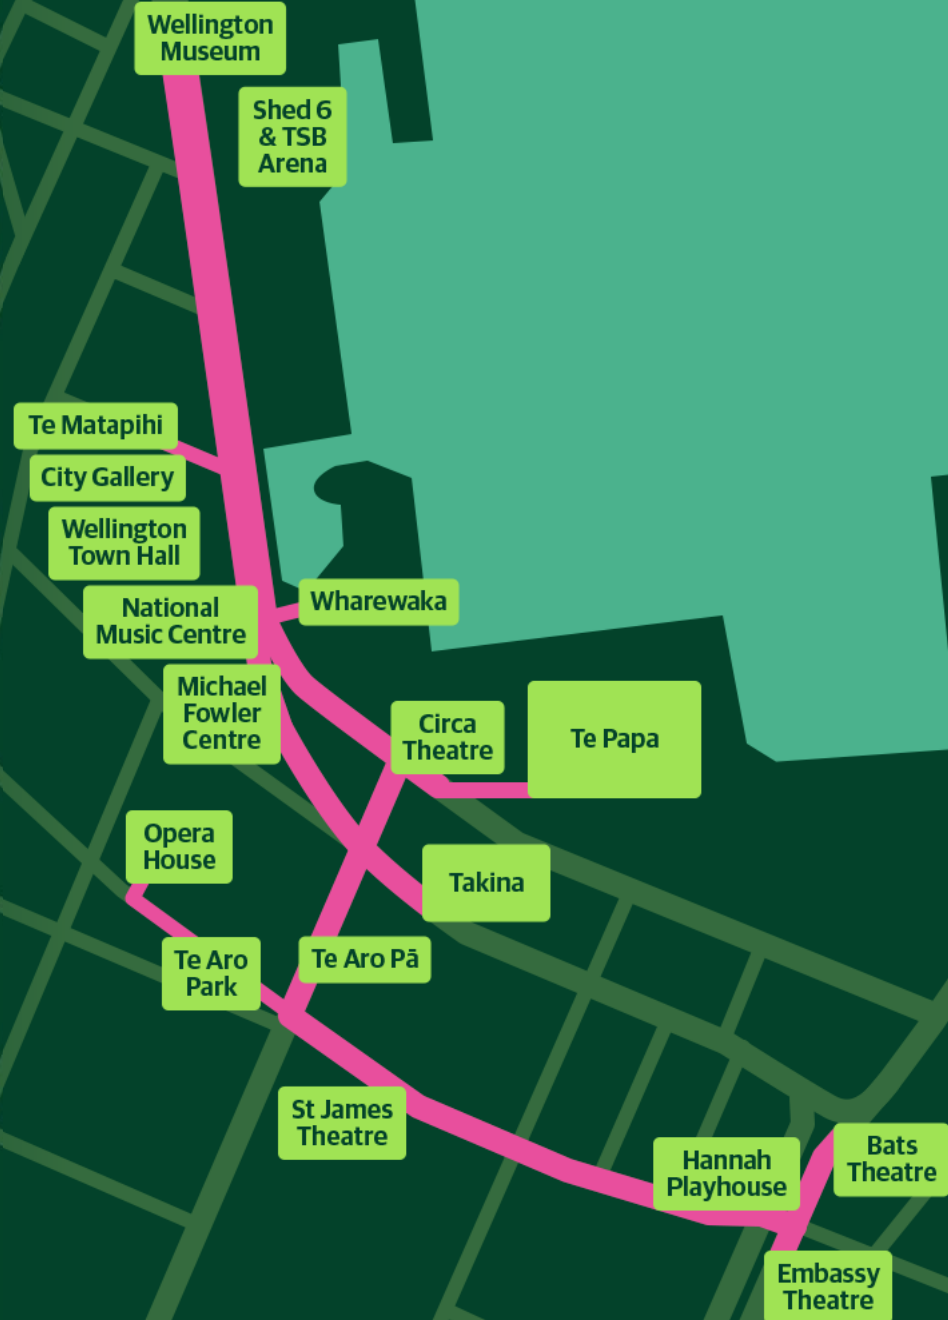 Wellington
Museum
Shed 6
& TSB
Arena
Te Matapihi
City Gallery
Wellington
Town Hall
National
Music Centre
Wharewaka
Michael
Fowler
Centre
Circa
Theatre
Te Papa
Opera
House
Takina
Te Aro
Park
Te Aro Pā
St James
Theatre
Hannah
Playhouse
Bats
Theatre
Embassy
Theatre